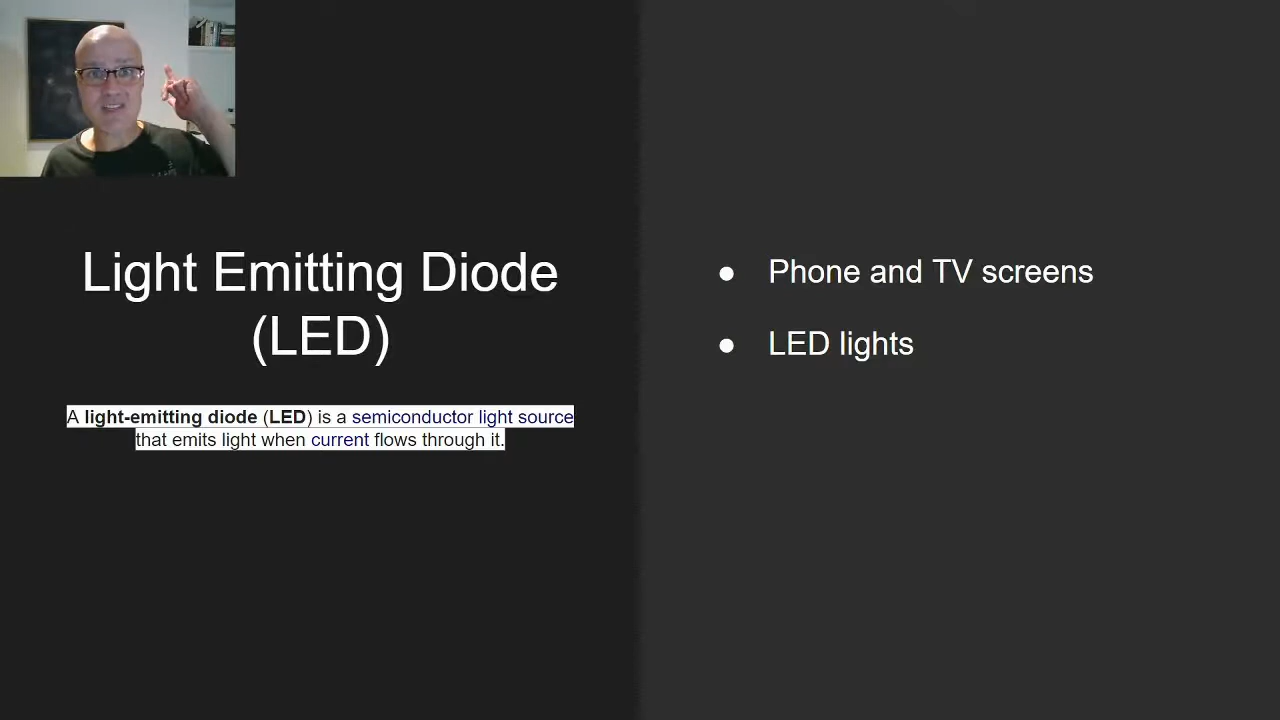 Light Emitting Diode
(LED)
A light-emitting diode (LED) is a semiconductor light source
that emits light when current flows through it.
● Phone and TV screens
● LED lights